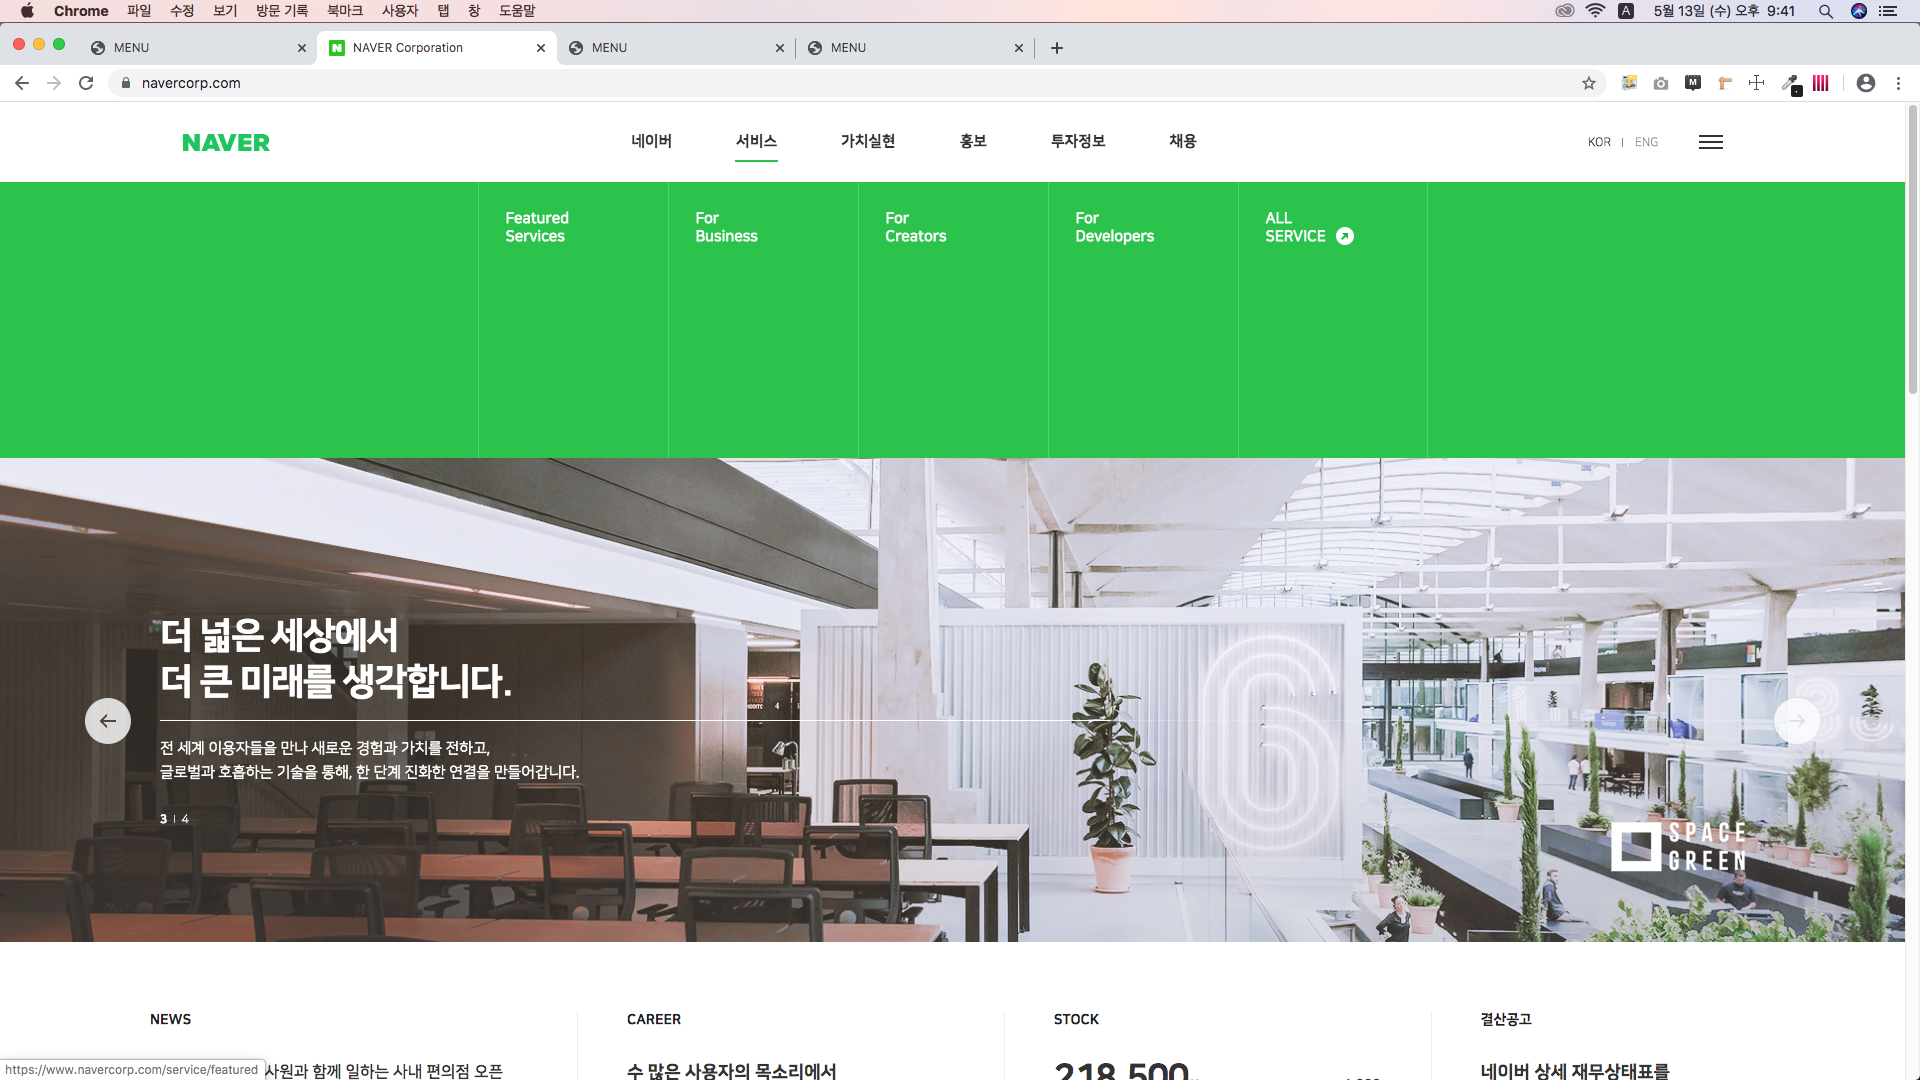 Chrome 파일 수정 보기 방문 기록 북마크 사용자 탭 창 도움말 A 5월 13일 (수) 오후 9:41
MENU NAVER Corporation MENU MENU
navercorp.com
NAVER 네이버 서비스 가치실현 홍보 투자정보 채용 KOR | ENG
Featured
Services
For
Business
For
Creators
For
Developers
ALL
SERVICE
더 넓은 세상에서
더 큰 미래를 생각합니다.
전 세계 이용자들을 만나 새로운 경험과 가치를 전하고,
글로벌과 호흡하는 기술을 통해, 한 단계 진화한 연결을 만들어갑니다.
3 | 4
6
SPACE
GREEN
NEWS
사원과 함께 일하는 사내 편의점 오픈
CAREER
수 많은 사용자의 목소리에서
STOCK
218,500
결산공고
네이버 상세 재무상태표를
https://www.navercorp.com/service/featured